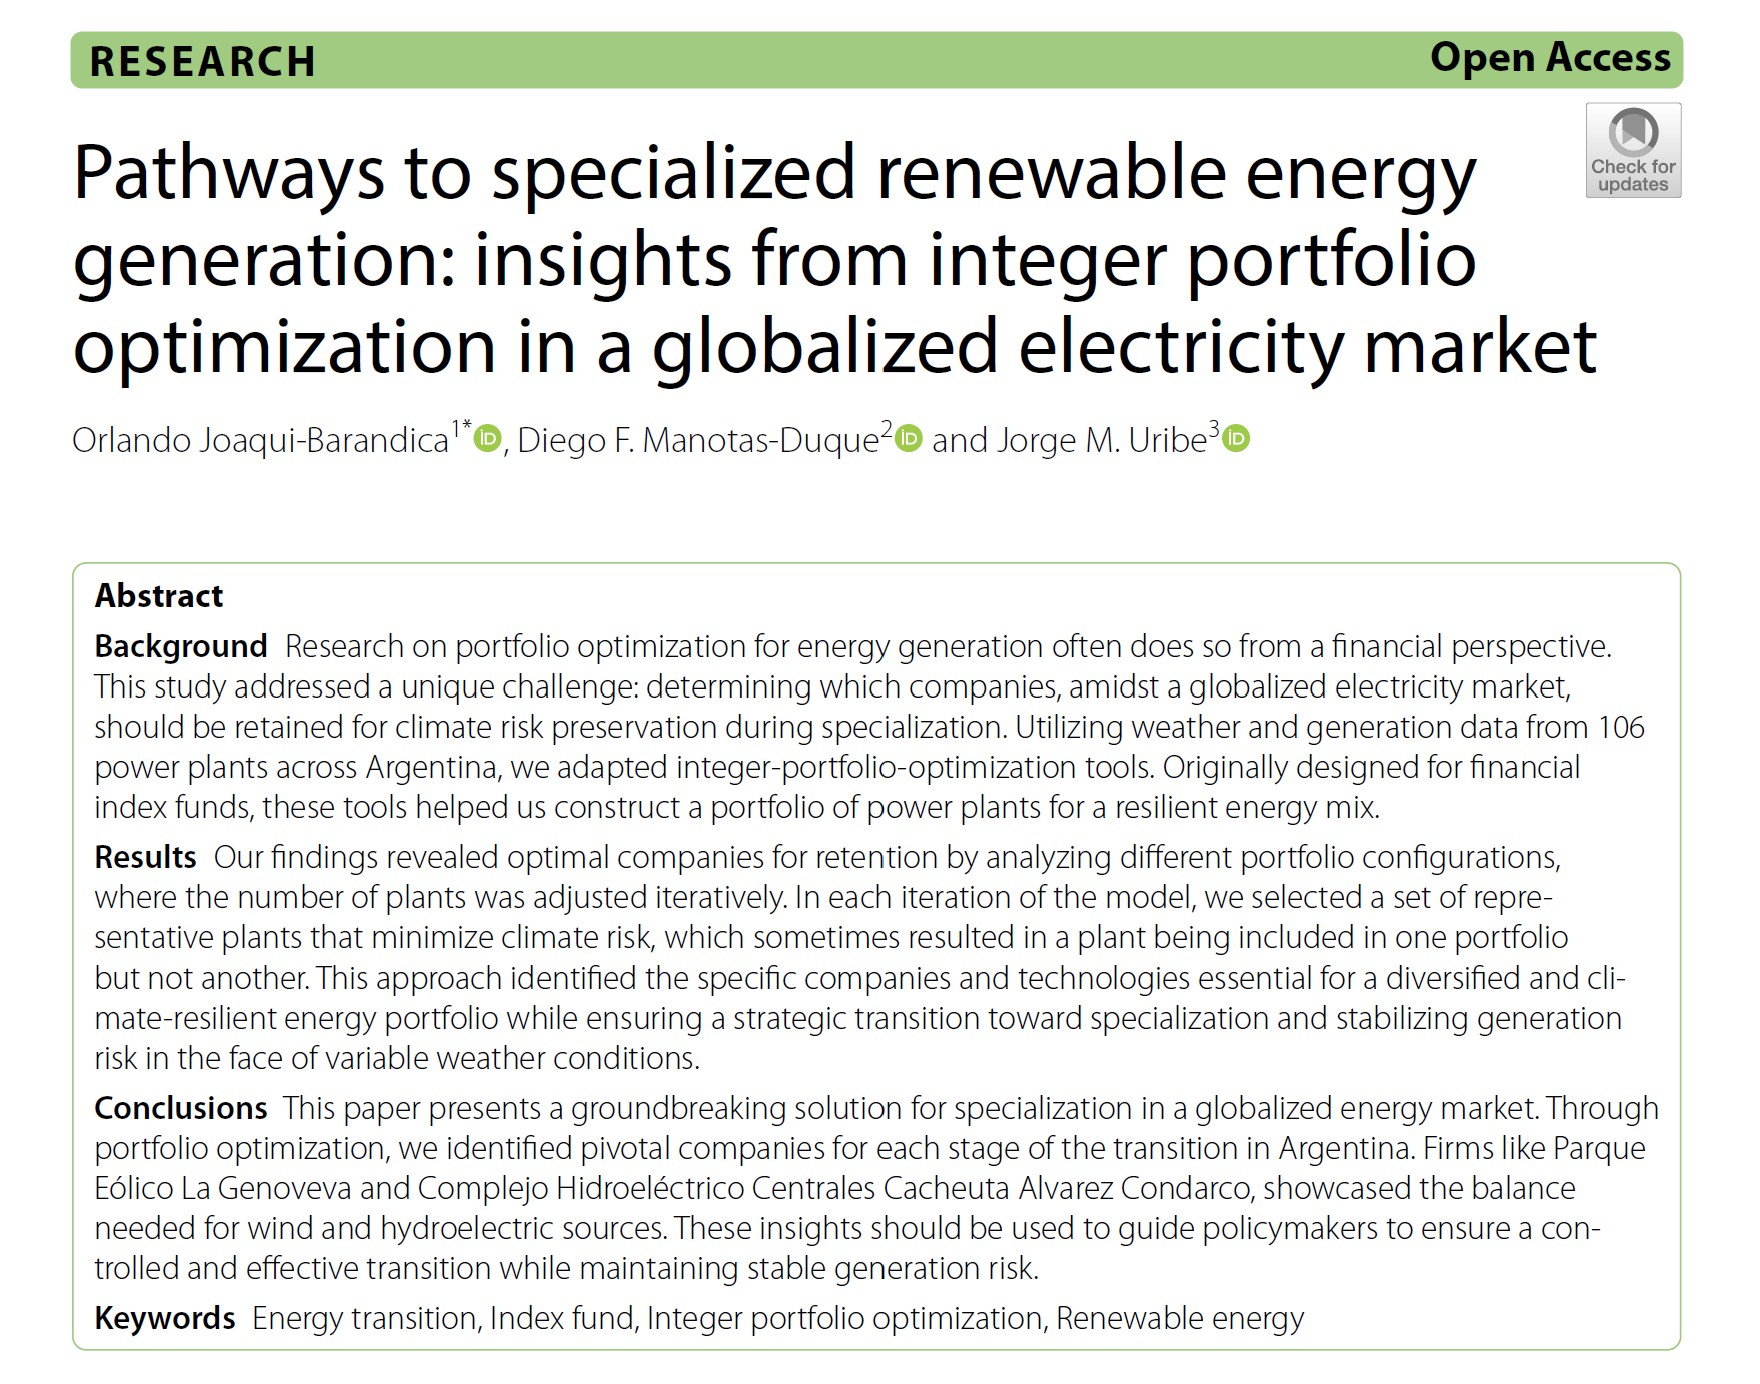 RESEARCH
Open Access
Check for
updates
Pathways to specialized renewable energy
generation: insights from integer portfolio
optimization in a globalized electricity market
Orlando Joaqui-Barandica1*iD, Diego F. Manotas-Duque2iD and Jorge M. Uribe3iD
Abstract
Background Research on portfolio optimization for energy generation often does so from a financial perspective.
This study addressed a unique challenge: determining which companies, amidst a globalized electricity market,
should be retained for climate risk preservation during specialization. Utilizing weather and generation data from 106
power plants across Argentina, we adapted integer-portfolio-optimization tools. Originally designed for financial
index funds, these tools helped us construct a portfolio of power plants for a resilient energy mix.
Results Our findings revealed optimal companies for retention by analyzing different portfolio configurations,
where the number of plants was adjusted iteratively. In each iteration of the model, we selected a set of repre-
sentative plants that minimize climate risk, which sometimes resulted in a plant being included in one portfolio
but not another. This approach identified the specific companies and technologies essential for a diversified and cli-
mate-resilient energy portfolio while ensuring a strategic transition toward specialization and stabilizing generation
risk in the face of variable weather conditions.
Conclusions This paper presents a groundbreaking solution for specialization in a globalized energy market. Through
portfolio optimization, we identified pivotal companies for each stage of the transition in Argentina. Firms like Parque
Eólico La Genoveva and Complejo Hidroeléctrico Centrales Cacheuta Alvarez Condarco, showcased the balance
needed for wind and hydroelectric sources. These insights should be used to guide policymakers to ensure a con-
trolled and effective transition while maintaining stable generation risk.
Keywords Energy transition, Index fund, Integer portfolio optimization, Renewable energy